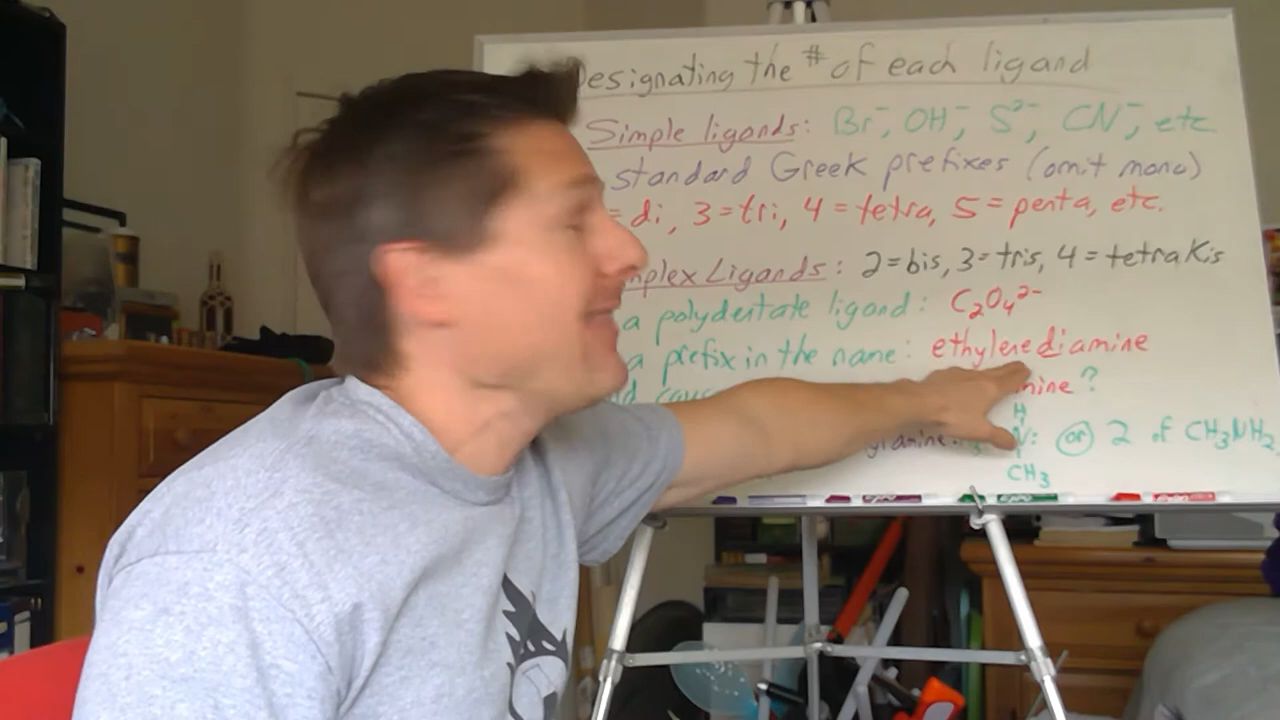 Designating the # of each ligand
Simple ligands: Br⁻, OH⁻, S²⁻, CN⁻, etc
standard Greek prefixes (omit mono)
= di, 3=tri, 4=tetra, 5=penta, etc.
mplex Ligands: 2=bis, 3=tris, 4=tetrakis
a polydentate ligand: C₂O₄²⁻
a prefix in the name: ethylenediamine
mine?
H
N: or 2 of CH₃NH₂
CH₃